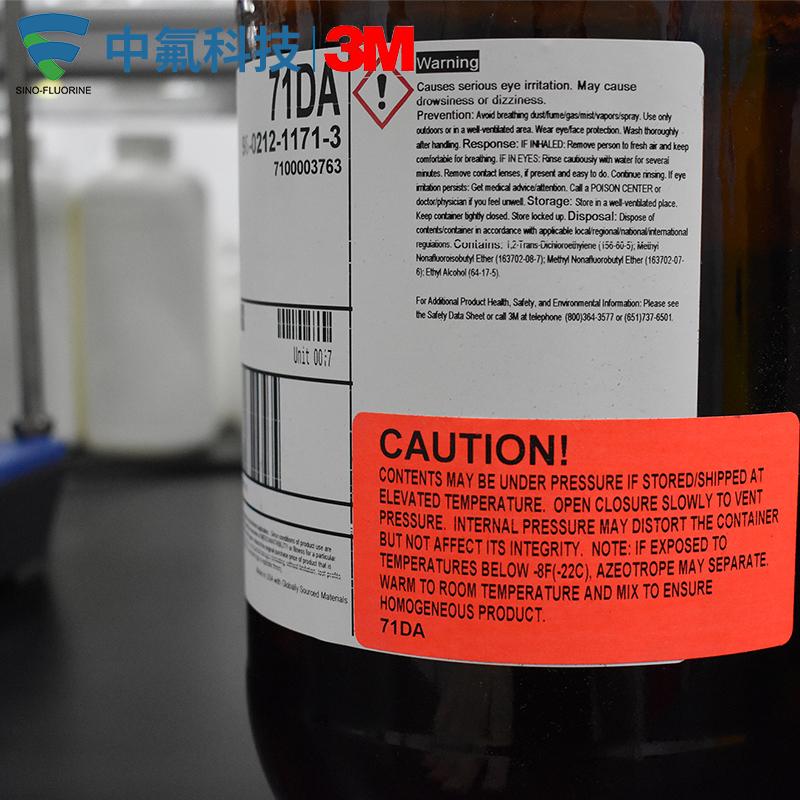 中氟科技 3M
SINO-FLUORINE
71DA
-0212-1171-3
7100003763
Unit 00
Made in USA with Globally Sourced Materials
Warning
Causes serious eye irritation. May cause
drowsiness or dizziness.
Prevention: Avoid breathing dust/fume/gas/mist/vapors/spray. Use only
outdoors or in a well-ventilated area. Wear eye/face protection. Wash thoroughly
after handling. Response: IF INHALED: Remove person to fresh air and keep
comfortable for breathing. IF IN EYES: Rinse cautiously with water for several
minutes. Remove contact lenses, if present and easy to do. Continue rinsing. If eye
irritation persists: Get medical advice/attention. Call a POISON CENTER or
doctor/physician if you feel unwell. Storage: Store in a well-ventilated place.
Keep container tightly closed. Store locked up. Disposal: Dispose of
contents/container in accordance with applicable local/regional/national/international
regulations. Contains: 1,2-Trans-Dichloroethylene (156-60-5); Methyl
Nonafluoroisobutyl Ether (163702-08-7); Methyl Nonafluorobutyl Ether (163702-07-
6); Ethyl Alcohol (64-17-5).
For Additional Product Health, Safety, and Environmental Information: Please see
the Safety Data Sheet or call 3M at telephone (800)364-3577 or (651)737-6501.
CAUTION!
CONTENTS MAY BE UNDER PRESSURE IF STORED/SHIPPED AT
ELEVATED TEMPERATURE. OPEN CLOSURE SLOWLY TO VENT
PRESSURE. INTERNAL PRESSURE MAY DISTORT THE CONTAINER
BUT NOT AFFECT ITS INTEGRITY. NOTE: IF EXPOSED TO
TEMPERATURES BELOW -8F(-22C), AZEOTROPE MAY SEPARATE.
WARM TO ROOM TEMPERATURE AND MIX TO ENSURE
HOMOGENEOUS PRODUCT.
71DA